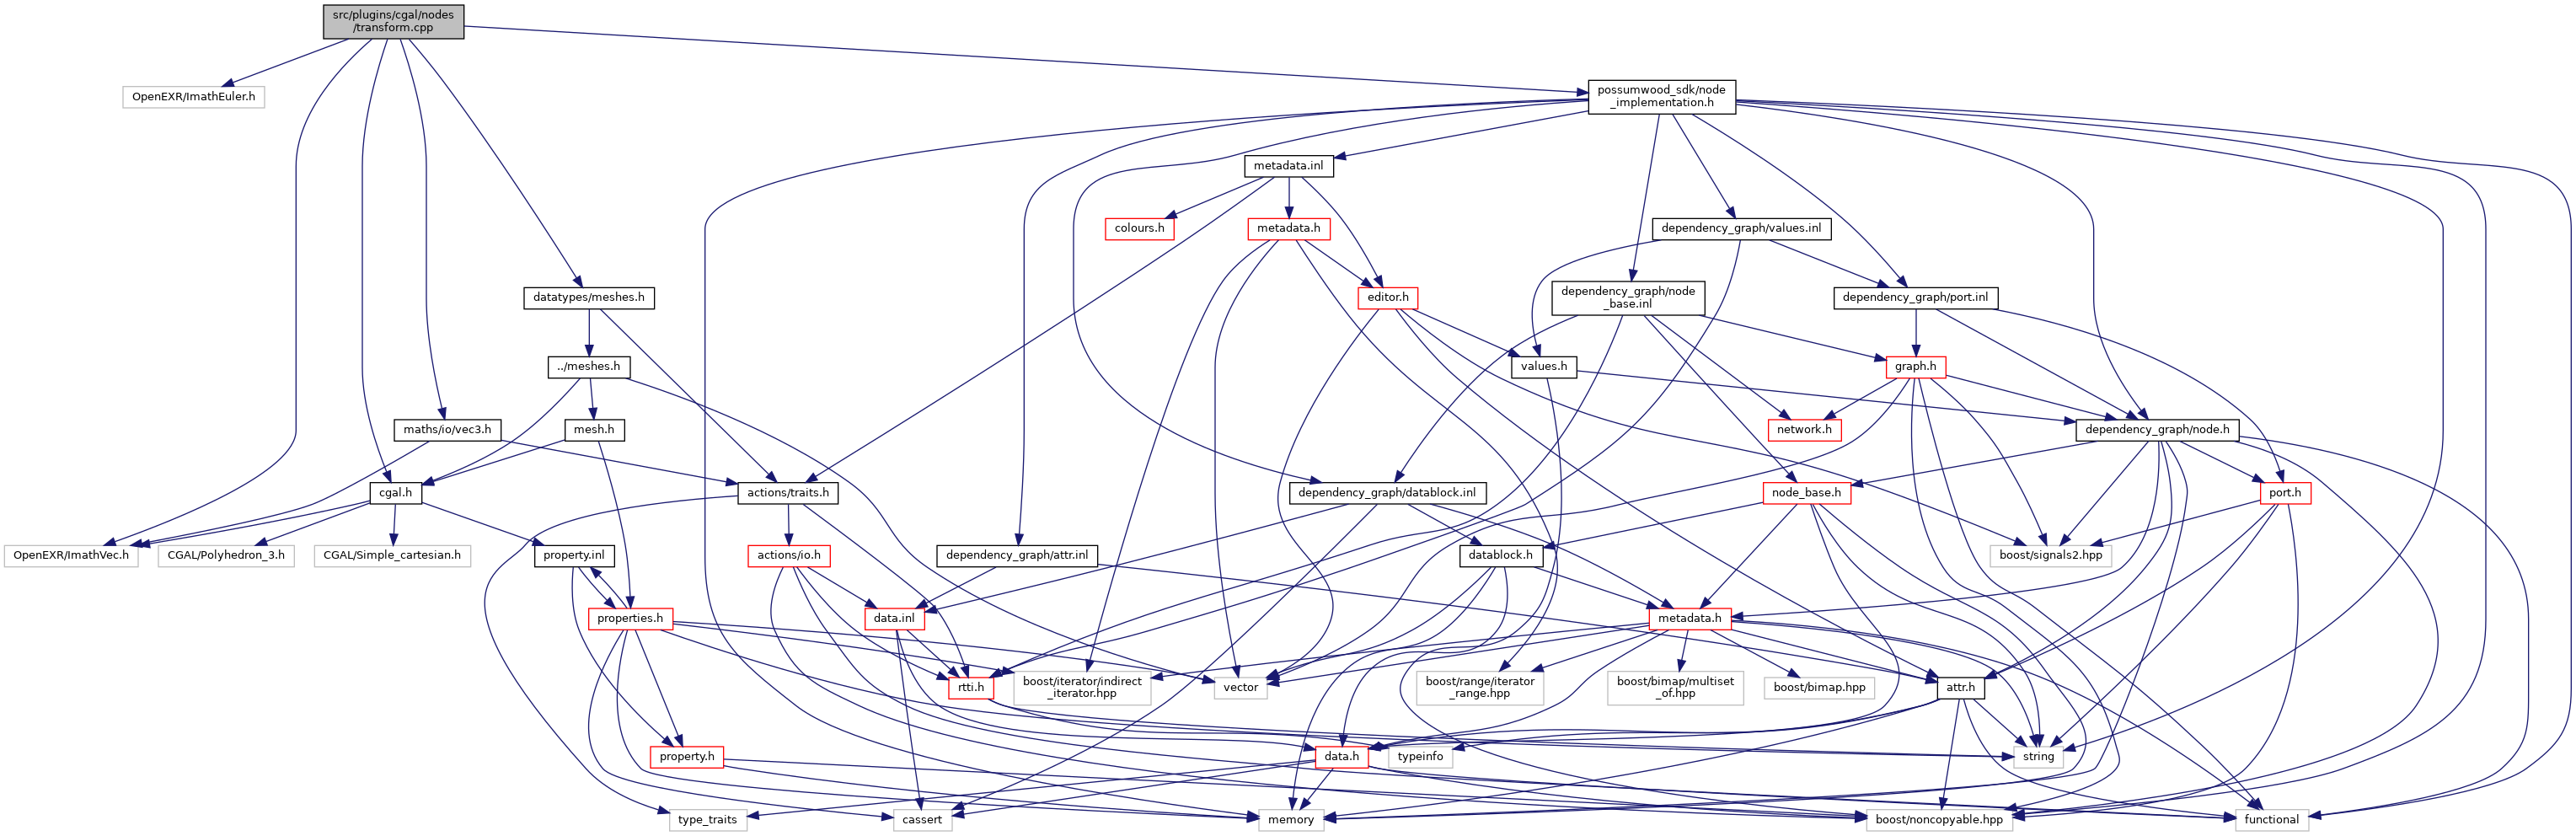 src/plugins/cgal/nodes
/transform.cpp
OpenEXR/ImathEuler.h
possumwood_sdk/node
_implementation.h
metadata.inl
colours.h
metadata.h
dependency_graph/values.inl
datatypes/meshes.h
editor.h
dependency_graph/node
_base.inl
dependency_graph/port.inl
../meshes.h
values.h
graph.h
maths/io/vec3.h
mesh.h
network.h
dependency_graph/node.h
cgal.h
actions/traits.h
dependency_graph/datablock.inl
node_base.h
port.h
OpenEXR/ImathVec.h
CGAL/Polyhedron_3.h
CGAL/Simple_cartesian.h
property.inl
actions/io.h
dependency_graph/attr.inl
datablock.h
boost/signals2.hpp
properties.h
data.inl
metadata.h
rtti.h
boost/iterator/indirect
_iterator.hpp
vector
boost/range/iterator
_range.hpp
boost/bimap/multiset
_of.hpp
boost/bimap.hpp
attr.h
property.h
data.h
typeinfo
string
type_traits
cassert
memory
boost/noncopyable.hpp
functional